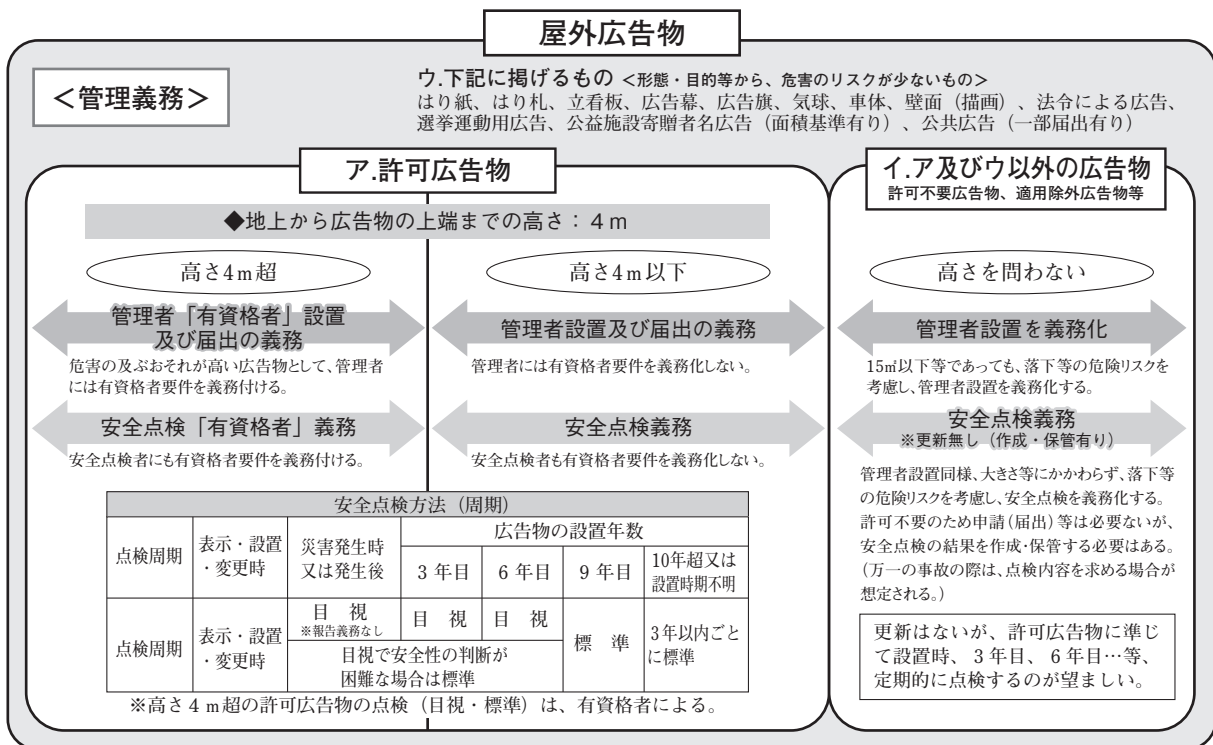 屋外広告物
＜管理義務＞
ウ.下記に掲げるもの ＜形態・目的等から、危害のリスクが少ないもの＞
はり紙、はり札、立看板、広告幕、広告旗、気球、車体、壁面（描画）、法令による広告、
選挙運動用広告、公益施設寄贈者名広告（面積基準有り）、公共広告（一部届出有り）
ア.許可広告物
◆地上から広告物の上端までの高さ：４ｍ
高さ4ｍ超
管理者「有資格者」設置
及び届出の義務
危害の及ぶおそれが高い広告物として、管理者
には有資格者要件を義務付ける。
安全点検「有資格者」義務
安全点検者にも有資格者要件を義務付ける。
高さ4ｍ以下
管理者設置及び届出の義務
管理者には有資格者要件を義務化しない。
安全点検義務
安全点検者も有資格者要件を義務化しない。
安全点検方法（周期）
点検周期
表示・設置
・変更時
災害発生時
又は発生後
広告物の設置年数
３年目
６年目
９年目
10年超又は
設置時期不明
点検周期
表示・設置
・変更時
目　視
※報告義務なし
目　視
目　視
目視で安全性の判断が
困難な場合は標準
標　準
3年以内ごと
に標準
※高さ４ｍ超の許可広告物の点検（目視・標準）は、有資格者による。
イ.ア及びウ以外の広告物
許可不要広告物、適用除外広告物等
高さを問わない
管理者設置を義務化
15㎡以下等であっても、落下等の危険リスクを
考慮し、管理者設置を義務化する。
安全点検義務
※更新無し（作成・保管有り）
管理者設置同様、大きさ等にかかわらず、落下等
の危険リスクを考慮し、安全点検を義務化する。
許可不要のため申請（届出）等は必要ないが、
安全点検の結果を作成・保管する必要はある。
（万一の事故の際は、点検内容を求める場合が
想定される。）
更新はないが、許可広告物に準じ
て設置時、３年目、６年目…等、
定期的に点検するのが望ましい。